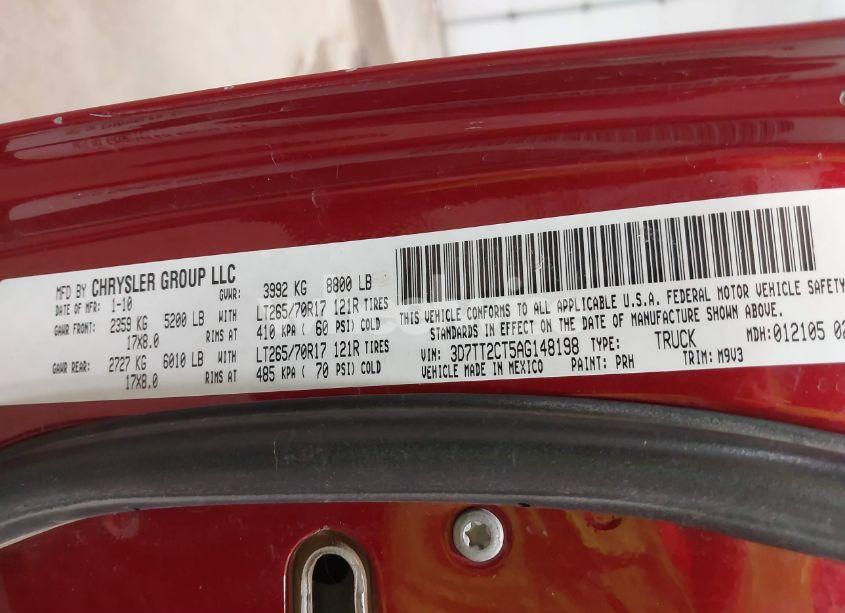 MFD BY CHRYSLER GROUP LLC
DATE OF MFR: 1-10 GVWR: 3992 KG 8800 LB
GAWR FRONT: 2359 KG 5200 LB WITH LT265/70R17 121R TIRES
17X8.0 RIMS AT 410 KPA ( 60 PSI) COLD
GAWR REAR: 2727 KG 6010 LB WITH LT265/70R17 121R TIRES
17X8.0 RIMS AT 485 KPA ( 70 PSI) COLD
THIS VEHICLE CONFORMS TO ALL APPLICABLE U.S.A. FEDERAL MOTOR VEHICLE SAFETY
STANDARDS IN EFFECT ON THE DATE OF MANUFACTURE SHOWN ABOVE.
VIN: 3D7TT2CT5AG148198 TYPE: TRUCK MDH:012105 02
VEHICLE MADE IN MEXICO PAINT: PRH TRIM: M9V3